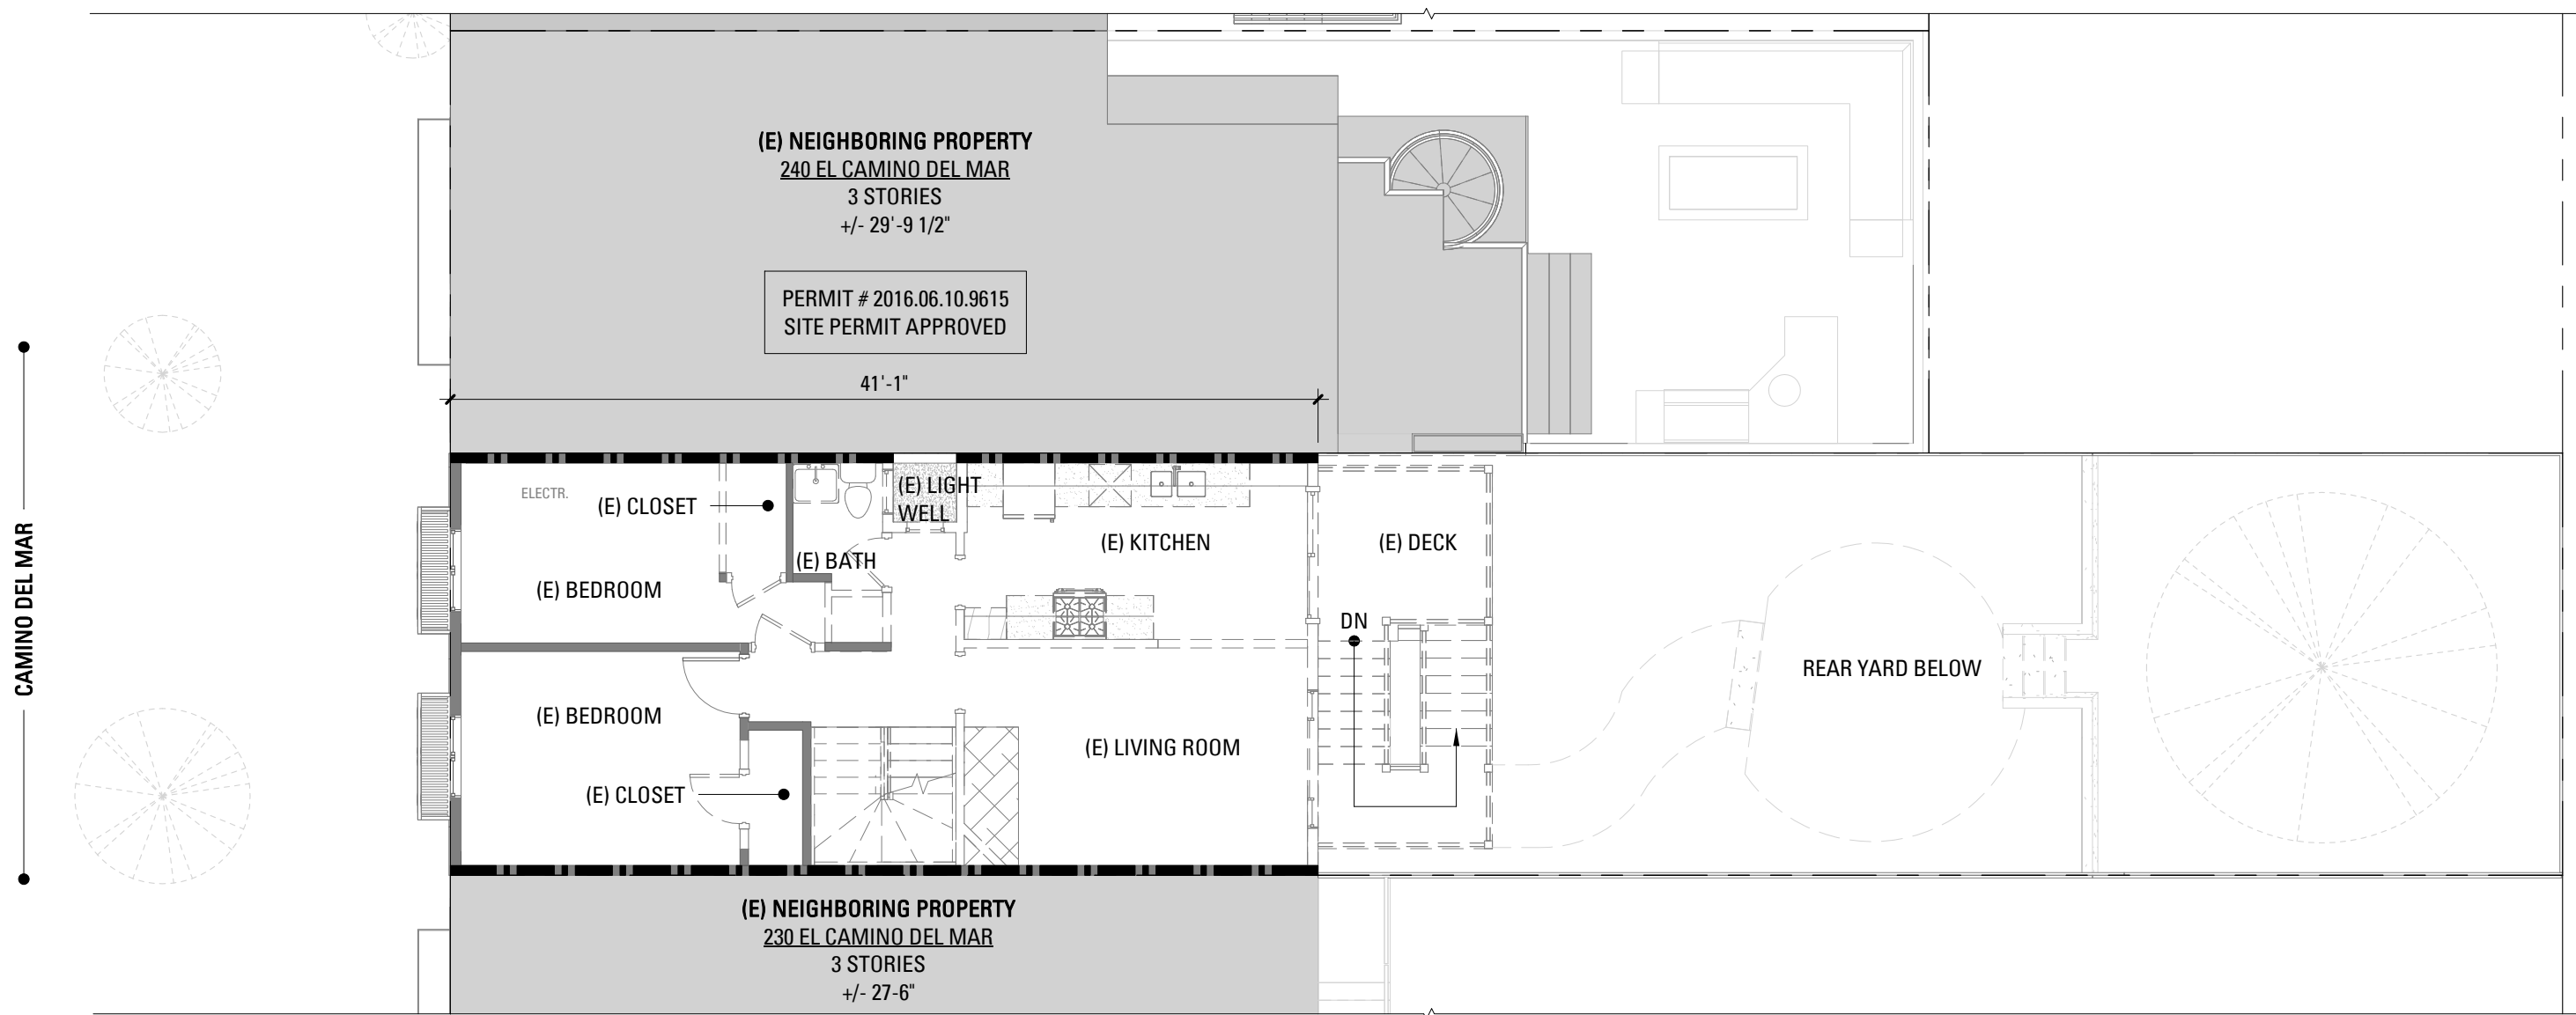 (E) NEIGHBORING PROPERTY
240 EL CAMINO DEL MAR
3 STORIES
+/- 29'-9 1/2"
PERMIT # 2016.06.10.9615
SITE PERMIT APPROVED
41'-1"
CAMINO DEL MAR
ELECTR.
(E) CLOSET
(E) LIGHT
WELL
(E) BATH
(E) BEDROOM
(E) KITCHEN
(E) DECK
DN
REAR YARD BELOW
(E) BEDROOM
(E) LIVING ROOM
(E) CLOSET
(E) NEIGHBORING PROPERTY
230 EL CAMINO DEL MAR
3 STORIES
+/- 27-6"